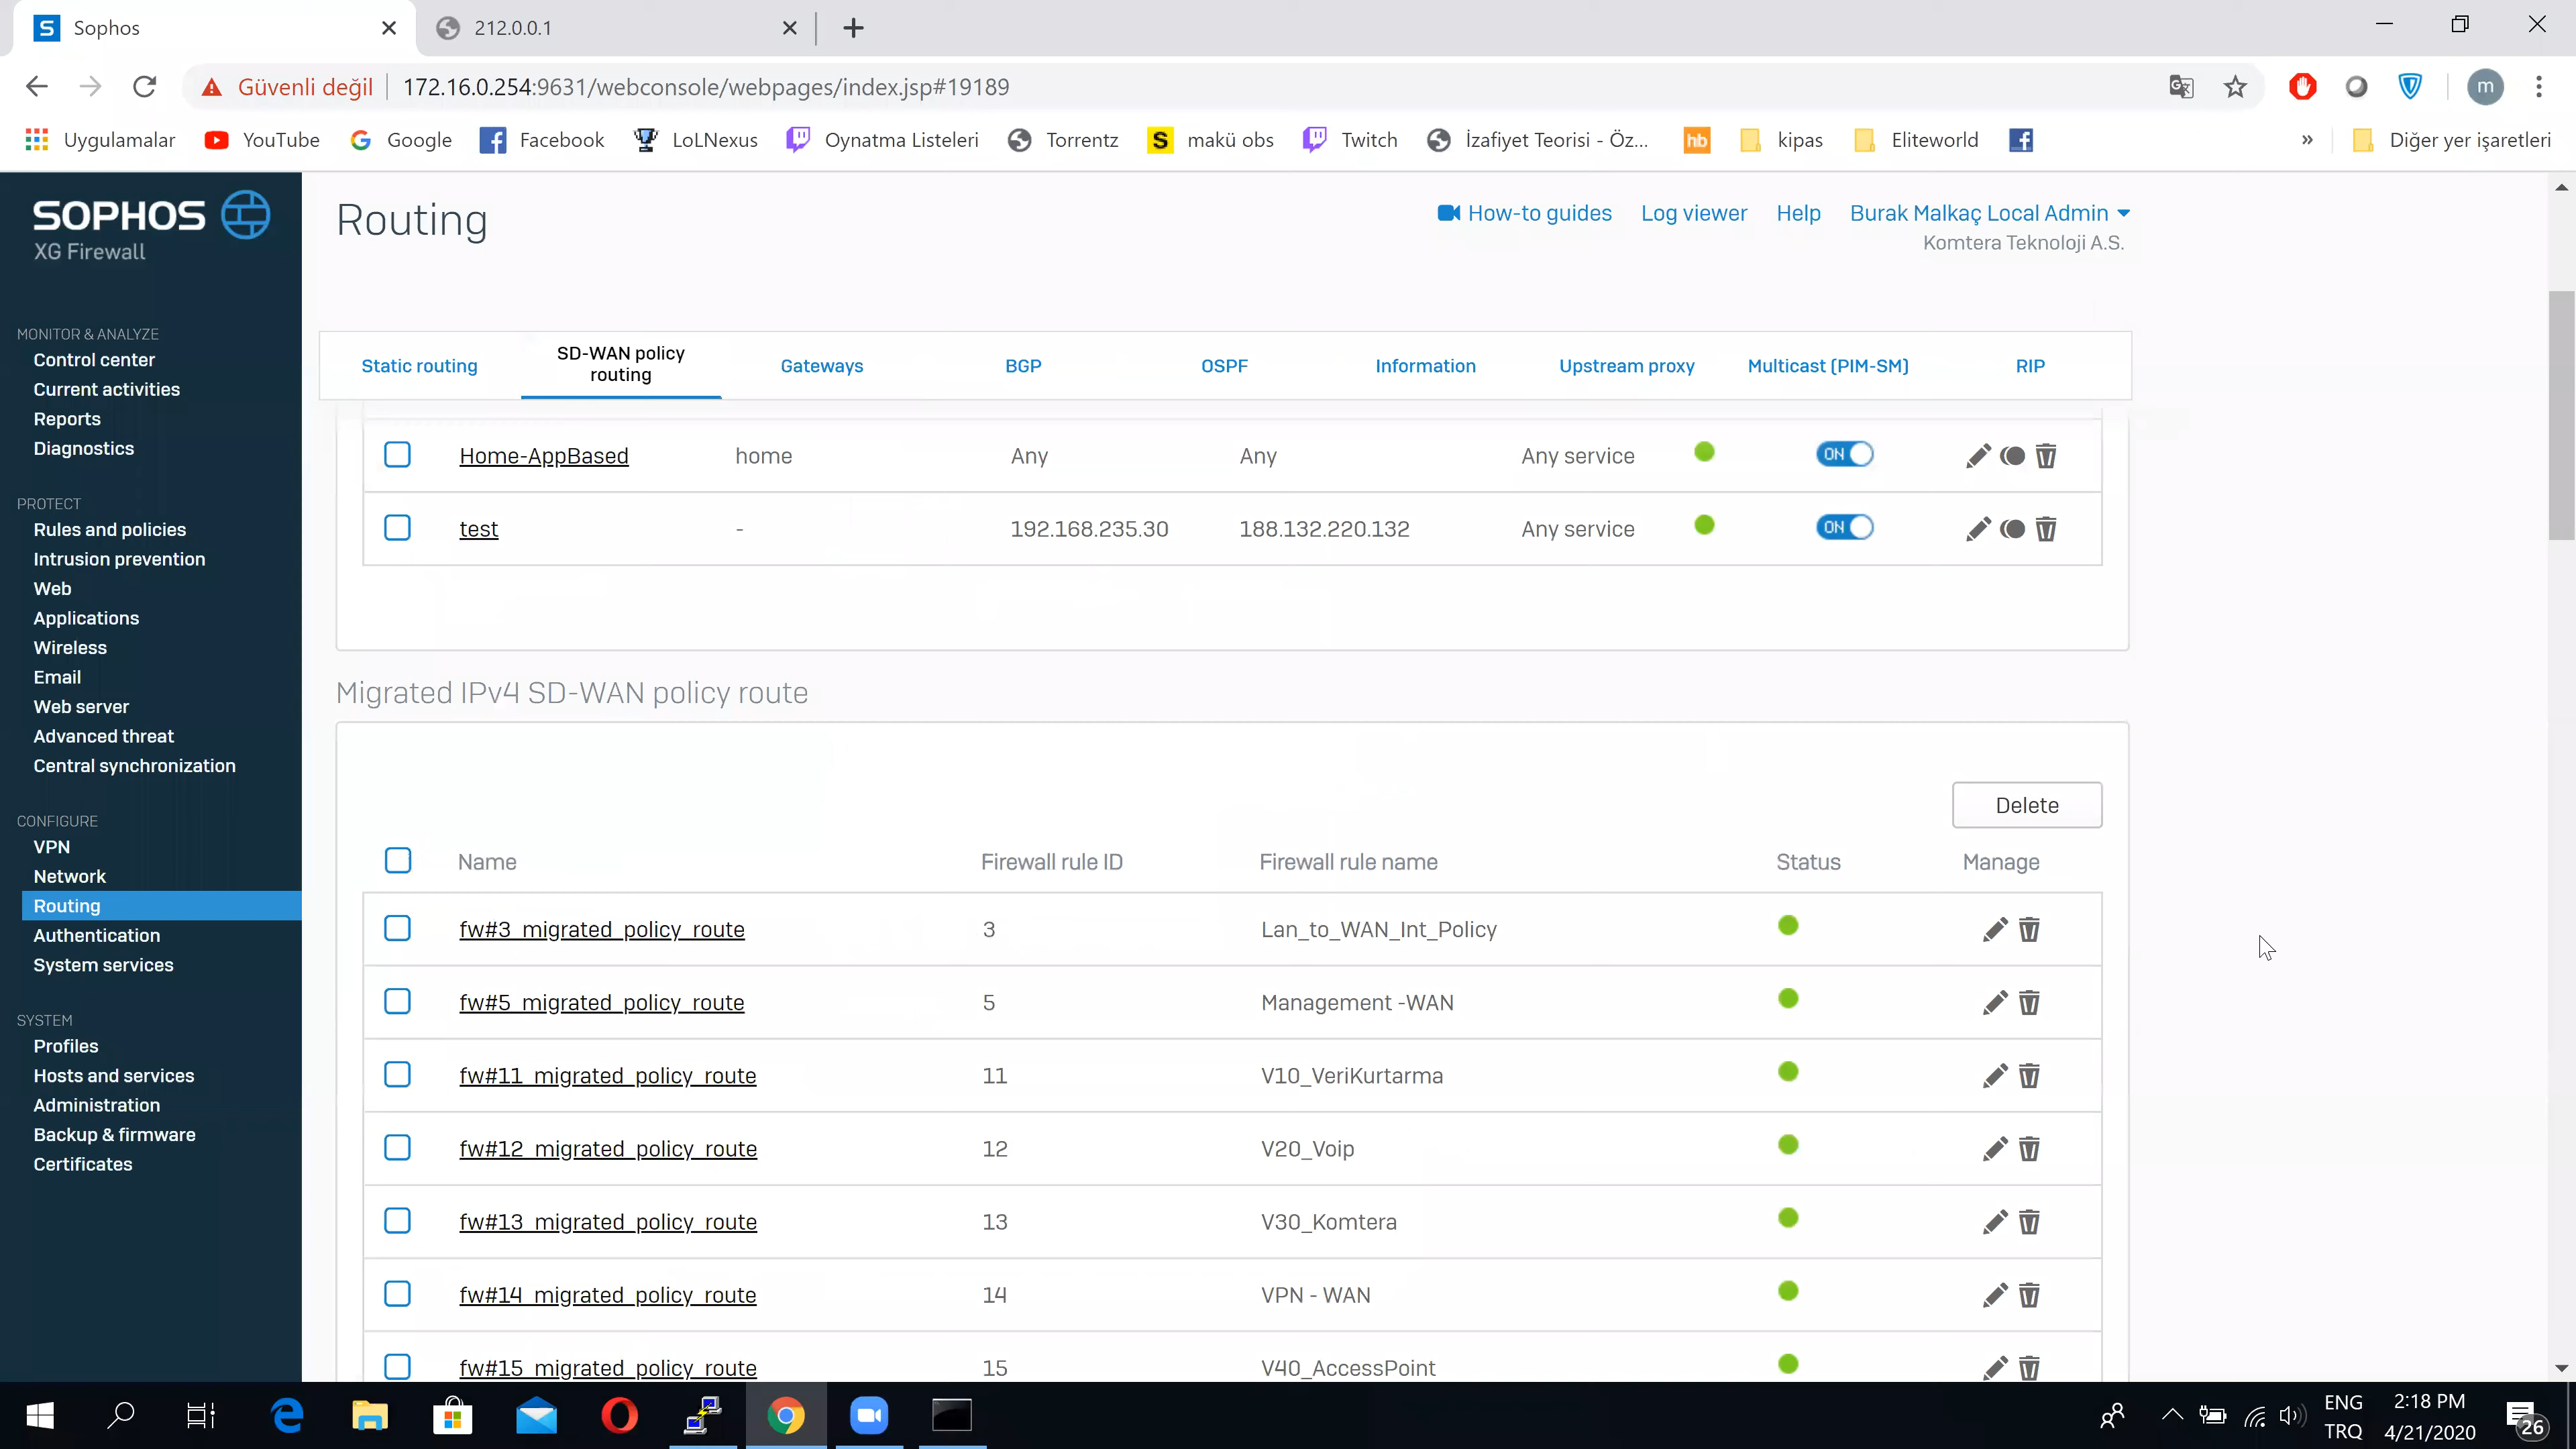 Sophos
212.0.0.1
Güvenli değil
172.16.0.254:9631/webconsole/webpages/index.jsp#19189
m
Uygulamalar
YouTube
Google
Facebook
LoLNexus
Oynatma Listeleri
Torrentz
makü obs
Twitch
İzafiyet Teorisi - Öz...
hb
kipas
Eliteworld
»
Diğer yer işaretleri
SOPHOS
XG Firewall
MONITOR & ANALYZE
Control center
Current activities
Reports
Diagnostics
PROTECT
Rules and policies
Intrusion prevention
Web
Applications
Wireless
Email
Web server
Advanced threat
Central synchronization
CONFIGURE
VPN
Network
Routing
Authentication
System services
SYSTEM
Profiles
Hosts and services
Administration
Backup & firmware
Certificates
Routing
How-to guides
Log viewer
Help
Burak Malkaç Local Admin
Komtera Teknoloji A.S.
Static routing
SD-WAN policy
routing
Gateways
BGP
OSPF
Information
Upstream proxy
Multicast (PIM-SM)
RIP
Home-AppBased home Any Any Any service ON
test - 192.168.235.30 188.132.220.132 Any service ON
Migrated IPv4 SD-WAN policy route
Delete
Name Firewall rule ID Firewall rule name Status Manage
fw#3_migrated_policy_route 3 Lan_to_WAN_Int_Policy
fw#5_migrated_policy_route 5 Management -WAN
fw#11_migrated_policy_route 11 V10_VeriKurtarma
fw#12_migrated_policy_route 12 V20_Voip
fw#13_migrated_policy_route 13 V30_Komtera
fw#14_migrated_policy_route 14 VPN - WAN
fw#15_migrated_policy_route 15 V40_AccessPoint
ENG
TRQ
2:18 PM
4/21/2020
26